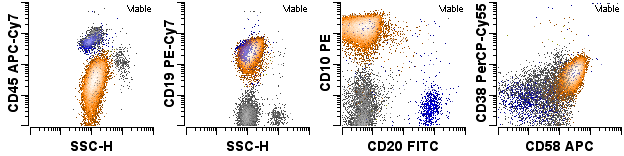 Viable
CD45 APC-Cy7
SSC-H
Viable
CD19 PE-Cy7
SSC-H
Viable
CD10 PE
CD20 FITC
Viable
CD38 PerCP-Cy55
CD58 APC